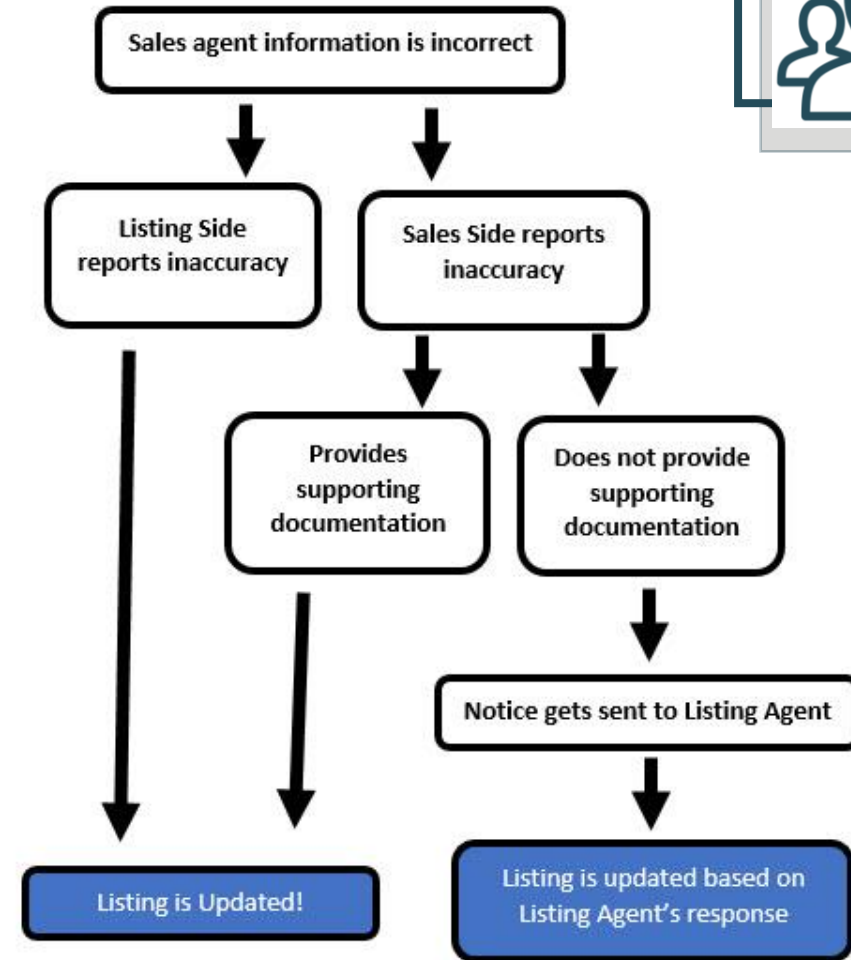 Sales agent information is incorrect
Listing Side
reports inaccuracy
Sales Side reports
inaccuracy
Provides
supporting
documentation
Does not provide
supporting
documentation
Notice gets sent to Listing Agent
Listing is Updated!
Listing is updated based on
Listing Agent's response